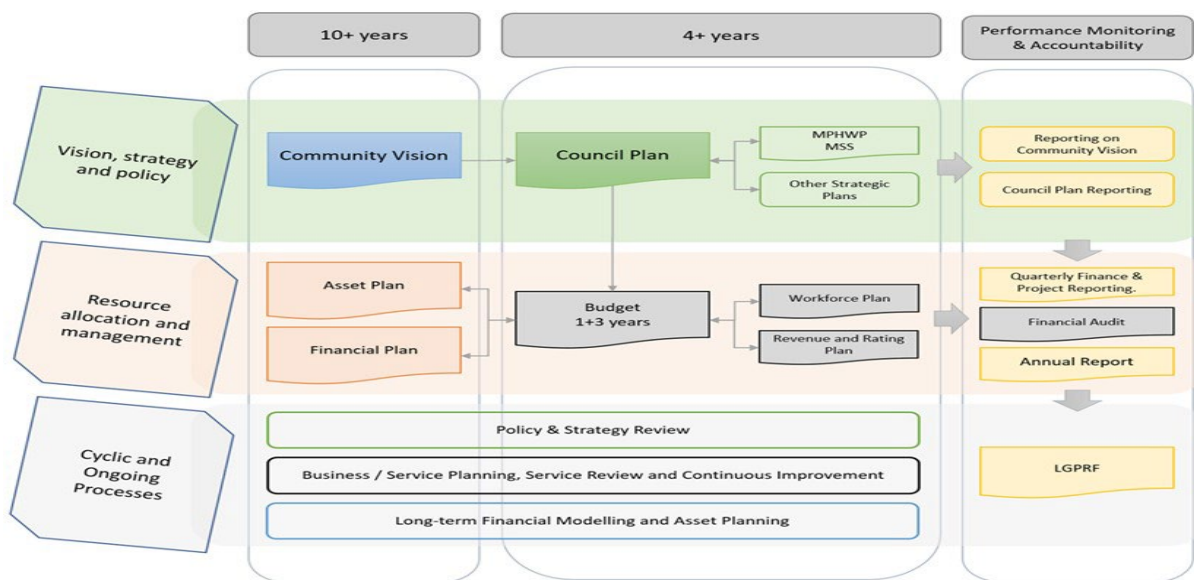 10+ years
4+ years
Performance Monitoring
& Accountability
Vision, strategy
and policy
Community Vision
Council Plan
MPHWP
MSS
Other Strategic
Plans
Reporting on
Community Vision
Council Plan Reporting
Resource
allocation and
management
Asset Plan
Financial Plan
Budget
1+3 years
Workforce Plan
Revenue and Rating
Plan
Quarterly Finance &
Project Reporting.
Financial Audit
Annual Report
Cyclic and
Ongoing
Processes
Policy & Strategy Review
Business / Service Planning, Service Review and Continuous Improvement
Long-term Financial Modelling and Asset Planning
LGPRF